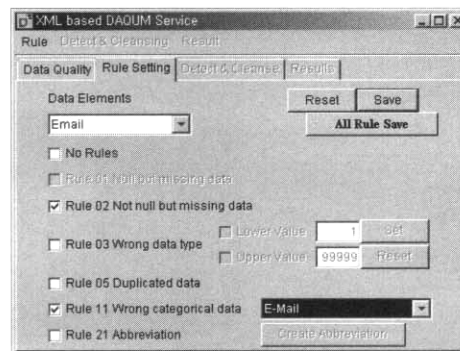 XML based DAOUM Service
Rule Detect & Cleansing Result
Data Quality Rule Setting Detect & Cleanse Results
Data Elements Reset Save
Email All Rule Save
No Rules
Rule 01 Null but missing data
Rule 02 Not null but missing data
Lower Value 1 Set
Rule 03 Wrong data type
Upper Value 99999 Reset
Rule 05 Duplicated data
Rule 11 Wrong categorical data E-Mail
Rule 21 Abbreviation Create Abbreviation